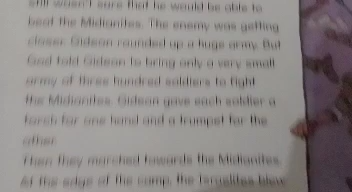 still wasn't sure that he would be able to
beat the Midianites. The enemy was getting
closer. Gideon rounded up a huge army. But
God told Gideon to bring only a very small
army of three hundred soldiers to fight
the Midianites. Gideon gave each soldier a
torch for one hand and a trumpet for the
other.
Then they marched towards the Midianites.
At the edge of the camp, the Israelites blew